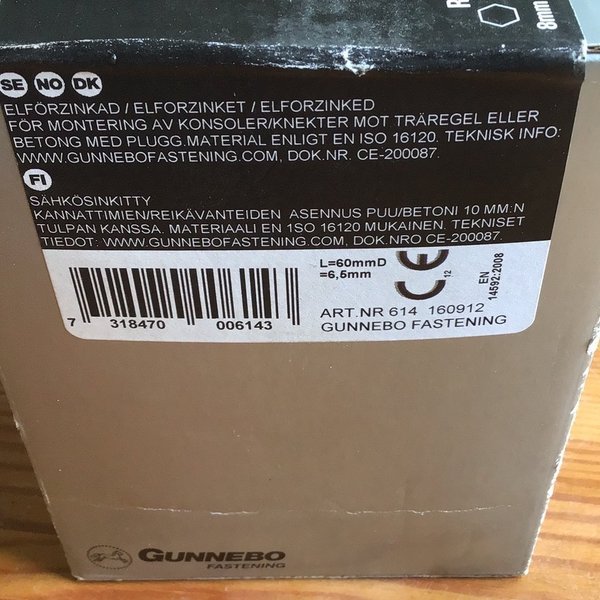 R
8mm
SE NO DK
ELFÖRZINKAD / ELFORZINKET / ELFORZINKED
FÖR MONTERING AV KONSOLER/KNEKTER MOT TRÄREGEL ELLER
BETONG MED PLUGG.MATERIAL ENLIGT EN ISO 16120. TEKNISK INFO:
WWW.GUNNEBOFASTENING.COM, DOK.NR. CE-200087.
FI
SÄHKÖSINKITTY
KANNATTIMIEN/REIKÄVANTEIDEN ASENNUS PUU/BETONI 10 MM:N
TULPAN KANSSA. MATERIAALI EN 1SO 16120 MUKAINEN. TEKNISET
TIEDOT: WWW.GUNNEBOFASTENING.COM, DOK.NRO CE-200087.
L=60mmD
=6,5mm
CE
12
EN
14592:2008
7 318470 006143
ART.NR 614 160912
GUNNEBO FASTENING
GUNNEBO
FASTENING